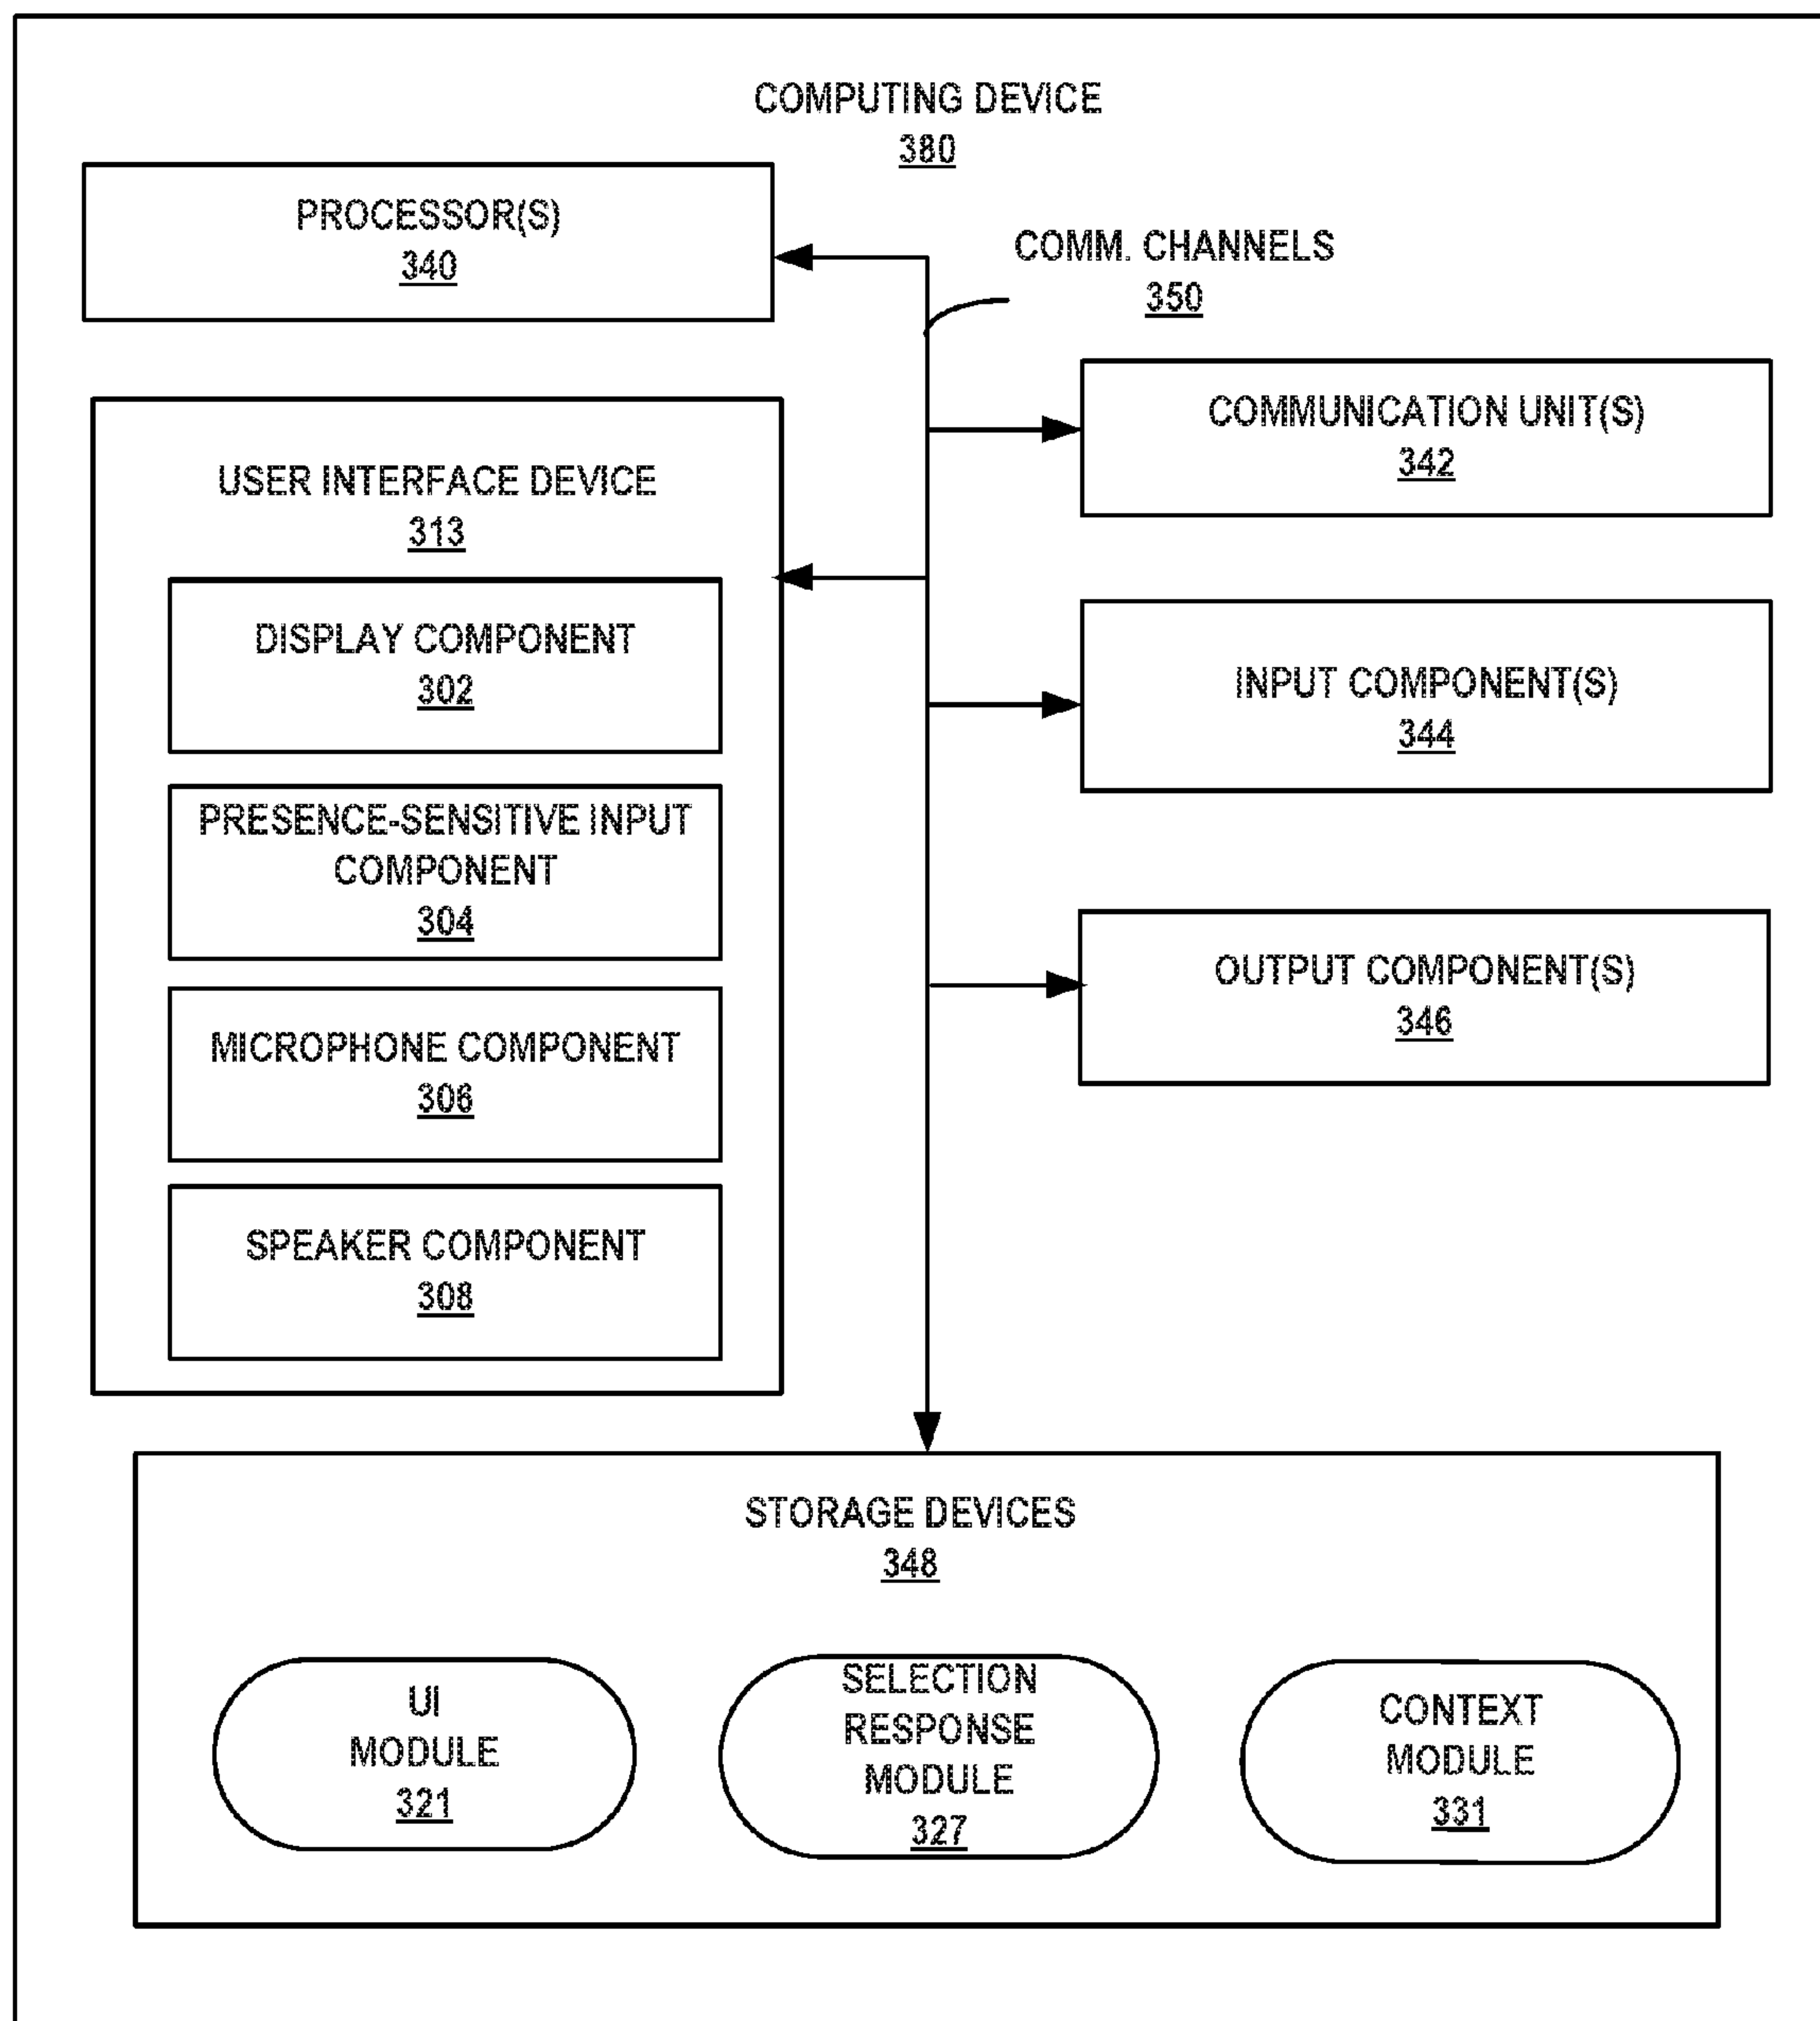 COMPUTING DEVICE
380
PROCESSOR(S)
340
COMM. CHANNELS
350
COMMUNICATION UNIT(S)
342
USER INTERFACE DEVICE
313
DISPLAY COMPONENT
302
INPUT COMPONENT(S)
344
PRESENCE-SENSITIVE INPUT
COMPONENT
304
OUTPUT COMPONENT(S)
346
MICROPHONE COMPONENT
306
SPEAKER COMPONENT
308
STORAGE DEVICES
348
UI
MODULE
321
SELECTION
RESPONSE
MODULE
327
CONTEXT
MODULE
331